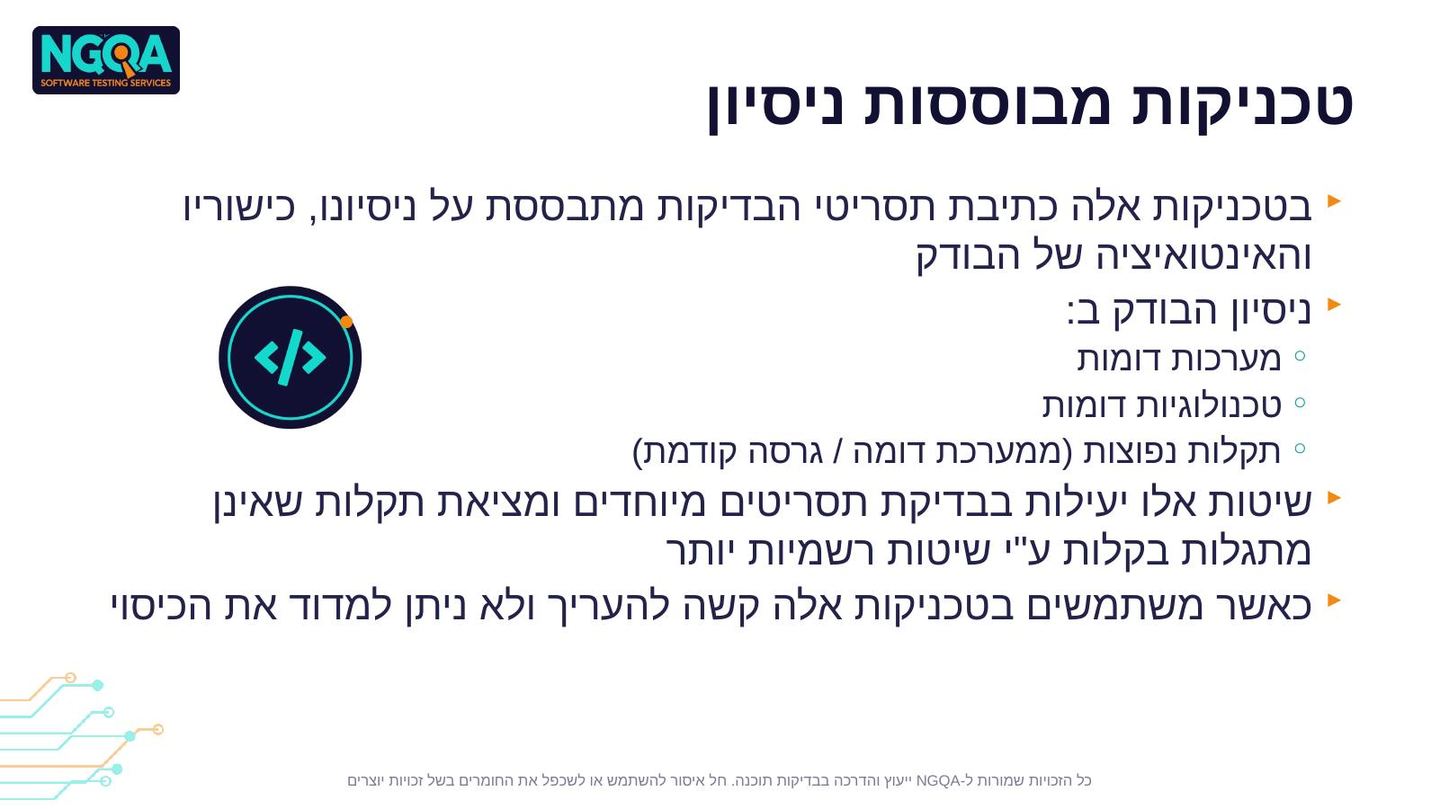 NGQA
SOFTWARE TESTING SERVICES
טכניקות מבוססות ניסיון
בטכניקות אלה כתיבת תסריטי הבדיקות מתבססת על ניסיונו, כישוריו
והאינטואיציה של הבודק
ניסיון הבודק ב:
מערכות דומות
טכנולוגיות דומות
תקלות נפוצות (ממערכת דומה / גרסה קודמת)
שיטות אלו יעילות בבדיקת תסריטים מיוחדים ומציאת תקלות שאינן
מתגלות בקלות ע"י שיטות רשמיות יותר
כאשר משתמשים בטכניקות אלה קשה להעריך ולא ניתן למדוד את הכיסוי
כל הזכויות שמורות ל-NGQA ייעוץ והדרכה בבדיקות תוכנה. חל איסור להשתמש או לשכפל את החומרים בשל זכויות יוצרים